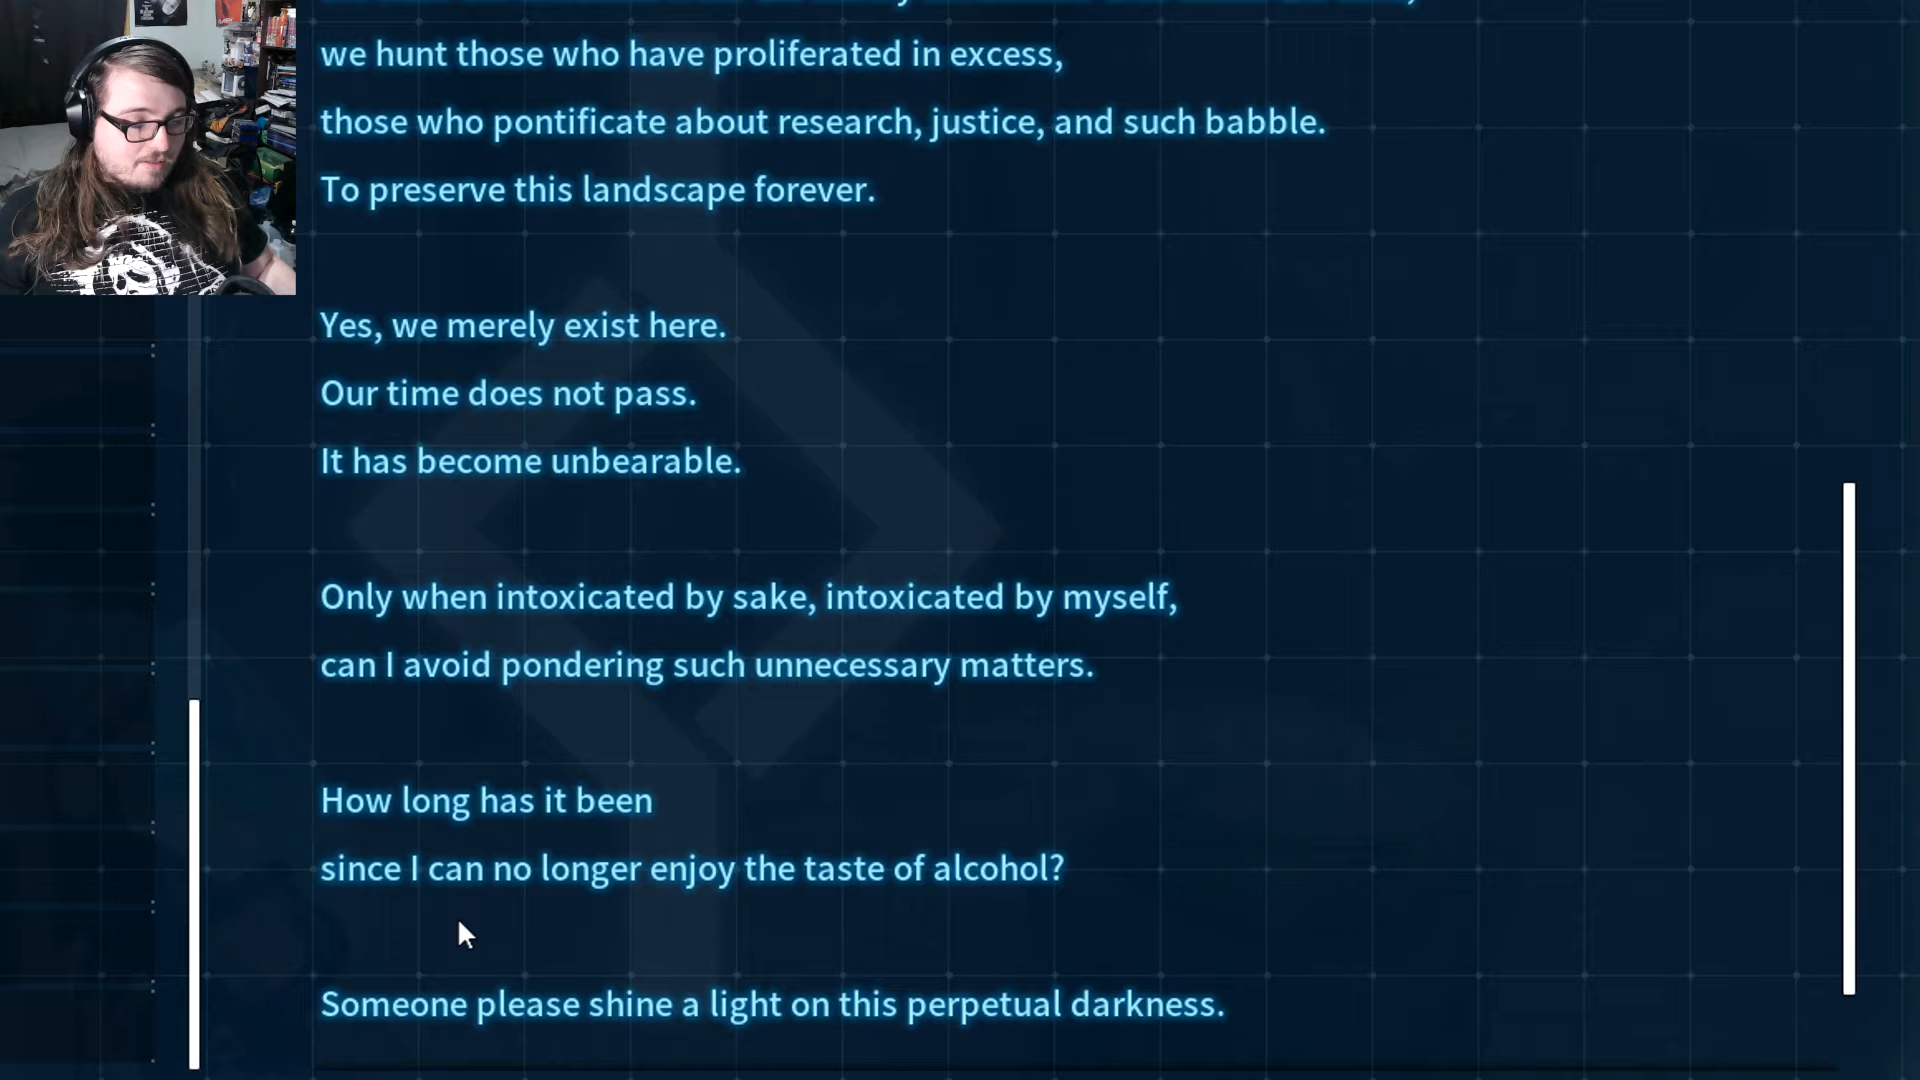 we hunt those who have proliferated in excess,
those who pontificate about research, justice, and such babble.
To preserve this landscape forever.
Yes, we merely exist here.
Our time does not pass.
It has become unbearable.
Only when intoxicated by sake, intoxicated by myself,
can I avoid pondering such unnecessary matters.
How long has it been
since I can no longer enjoy the taste of alcohol?
Someone please shine a light on this perpetual darkness.